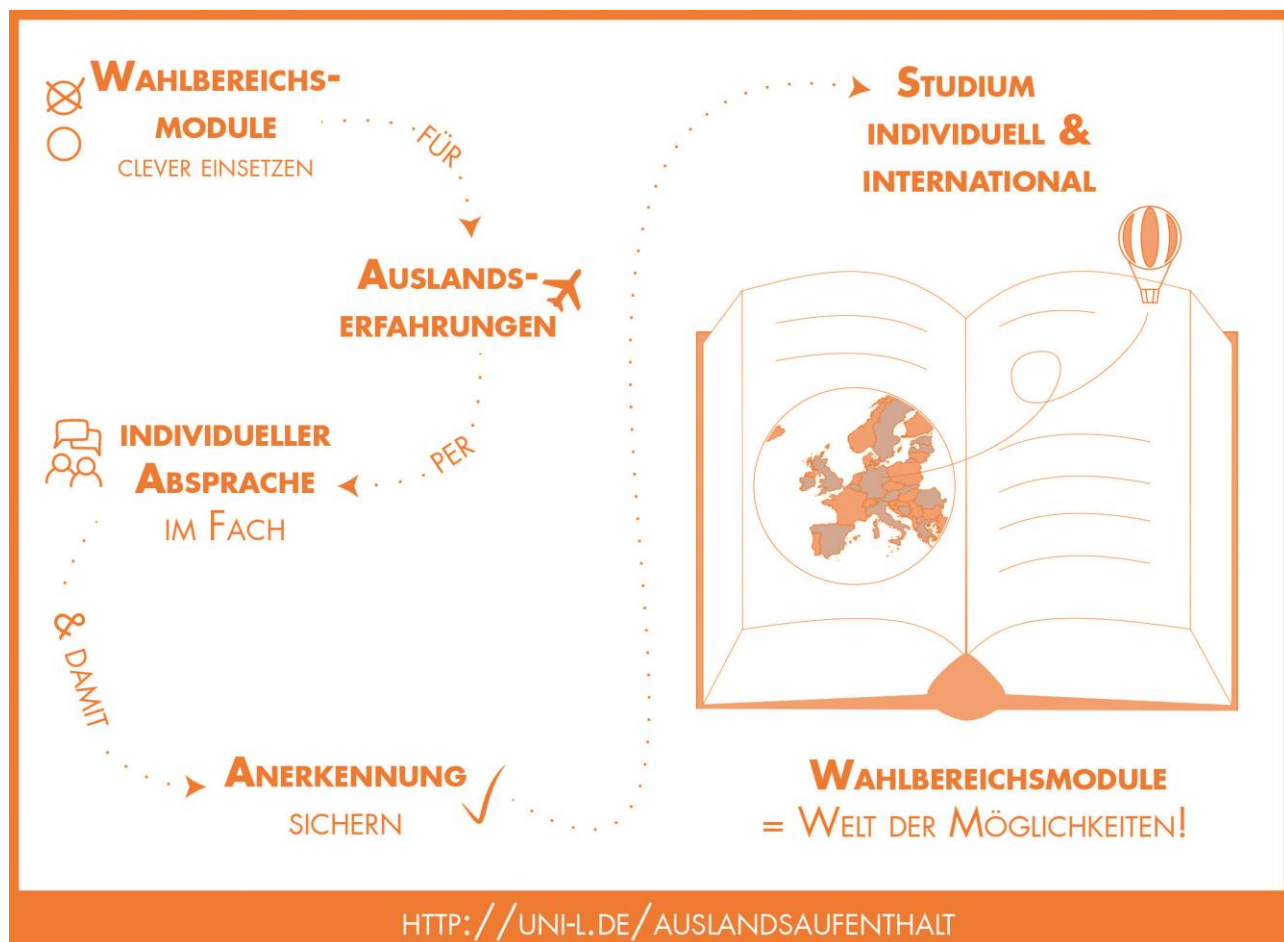 WAHLBEREICHS-
MODULE
CLEVER EINSETZEN
FÜR
AUSLANDS-
ERFAHRUNGEN
PER
INDIVIDUELLER
ABSPRACHE
IM FACH
& DAMIT
ANERKENNUNG
SICHERN
STUDIUM
INDIVIDUELL &
INTERNATIONAL
WAHLBEREICHSMODULE
= WELT DER MÖGLICHKEITEN!
HTTP://UNI-L.DE/AUSLANDSAUFENTHALT